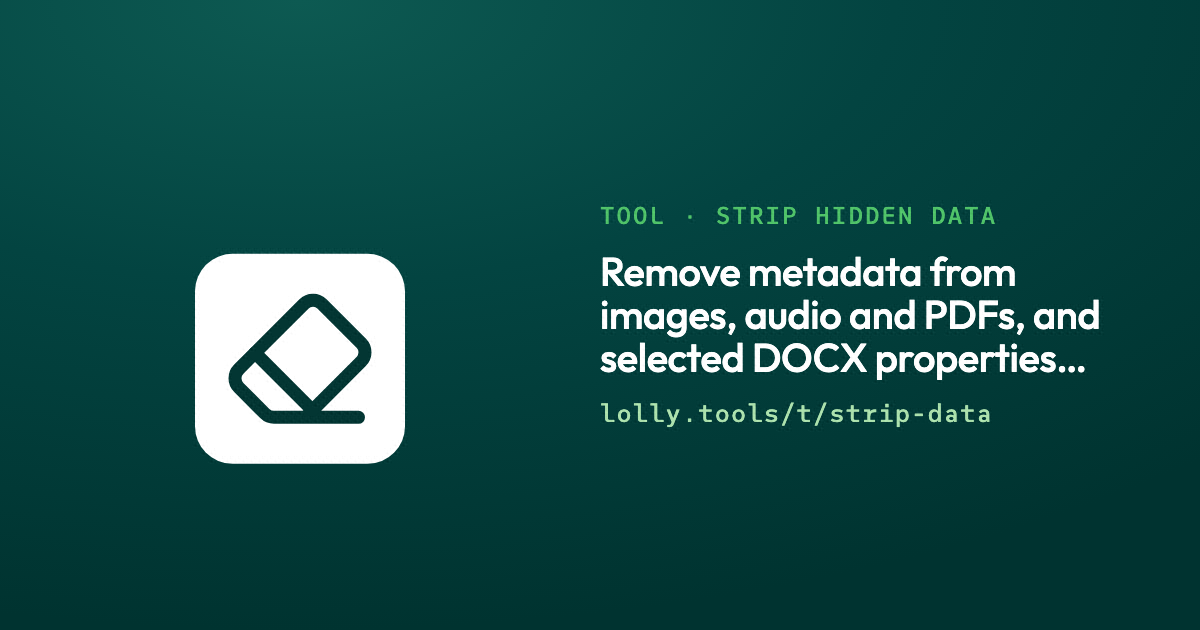 TOOL · STRIP HIDDEN DATA
Remove metadata from
images, audio and PDFs, and
selected DOCX properties...
lolly.tools/t/strip-data